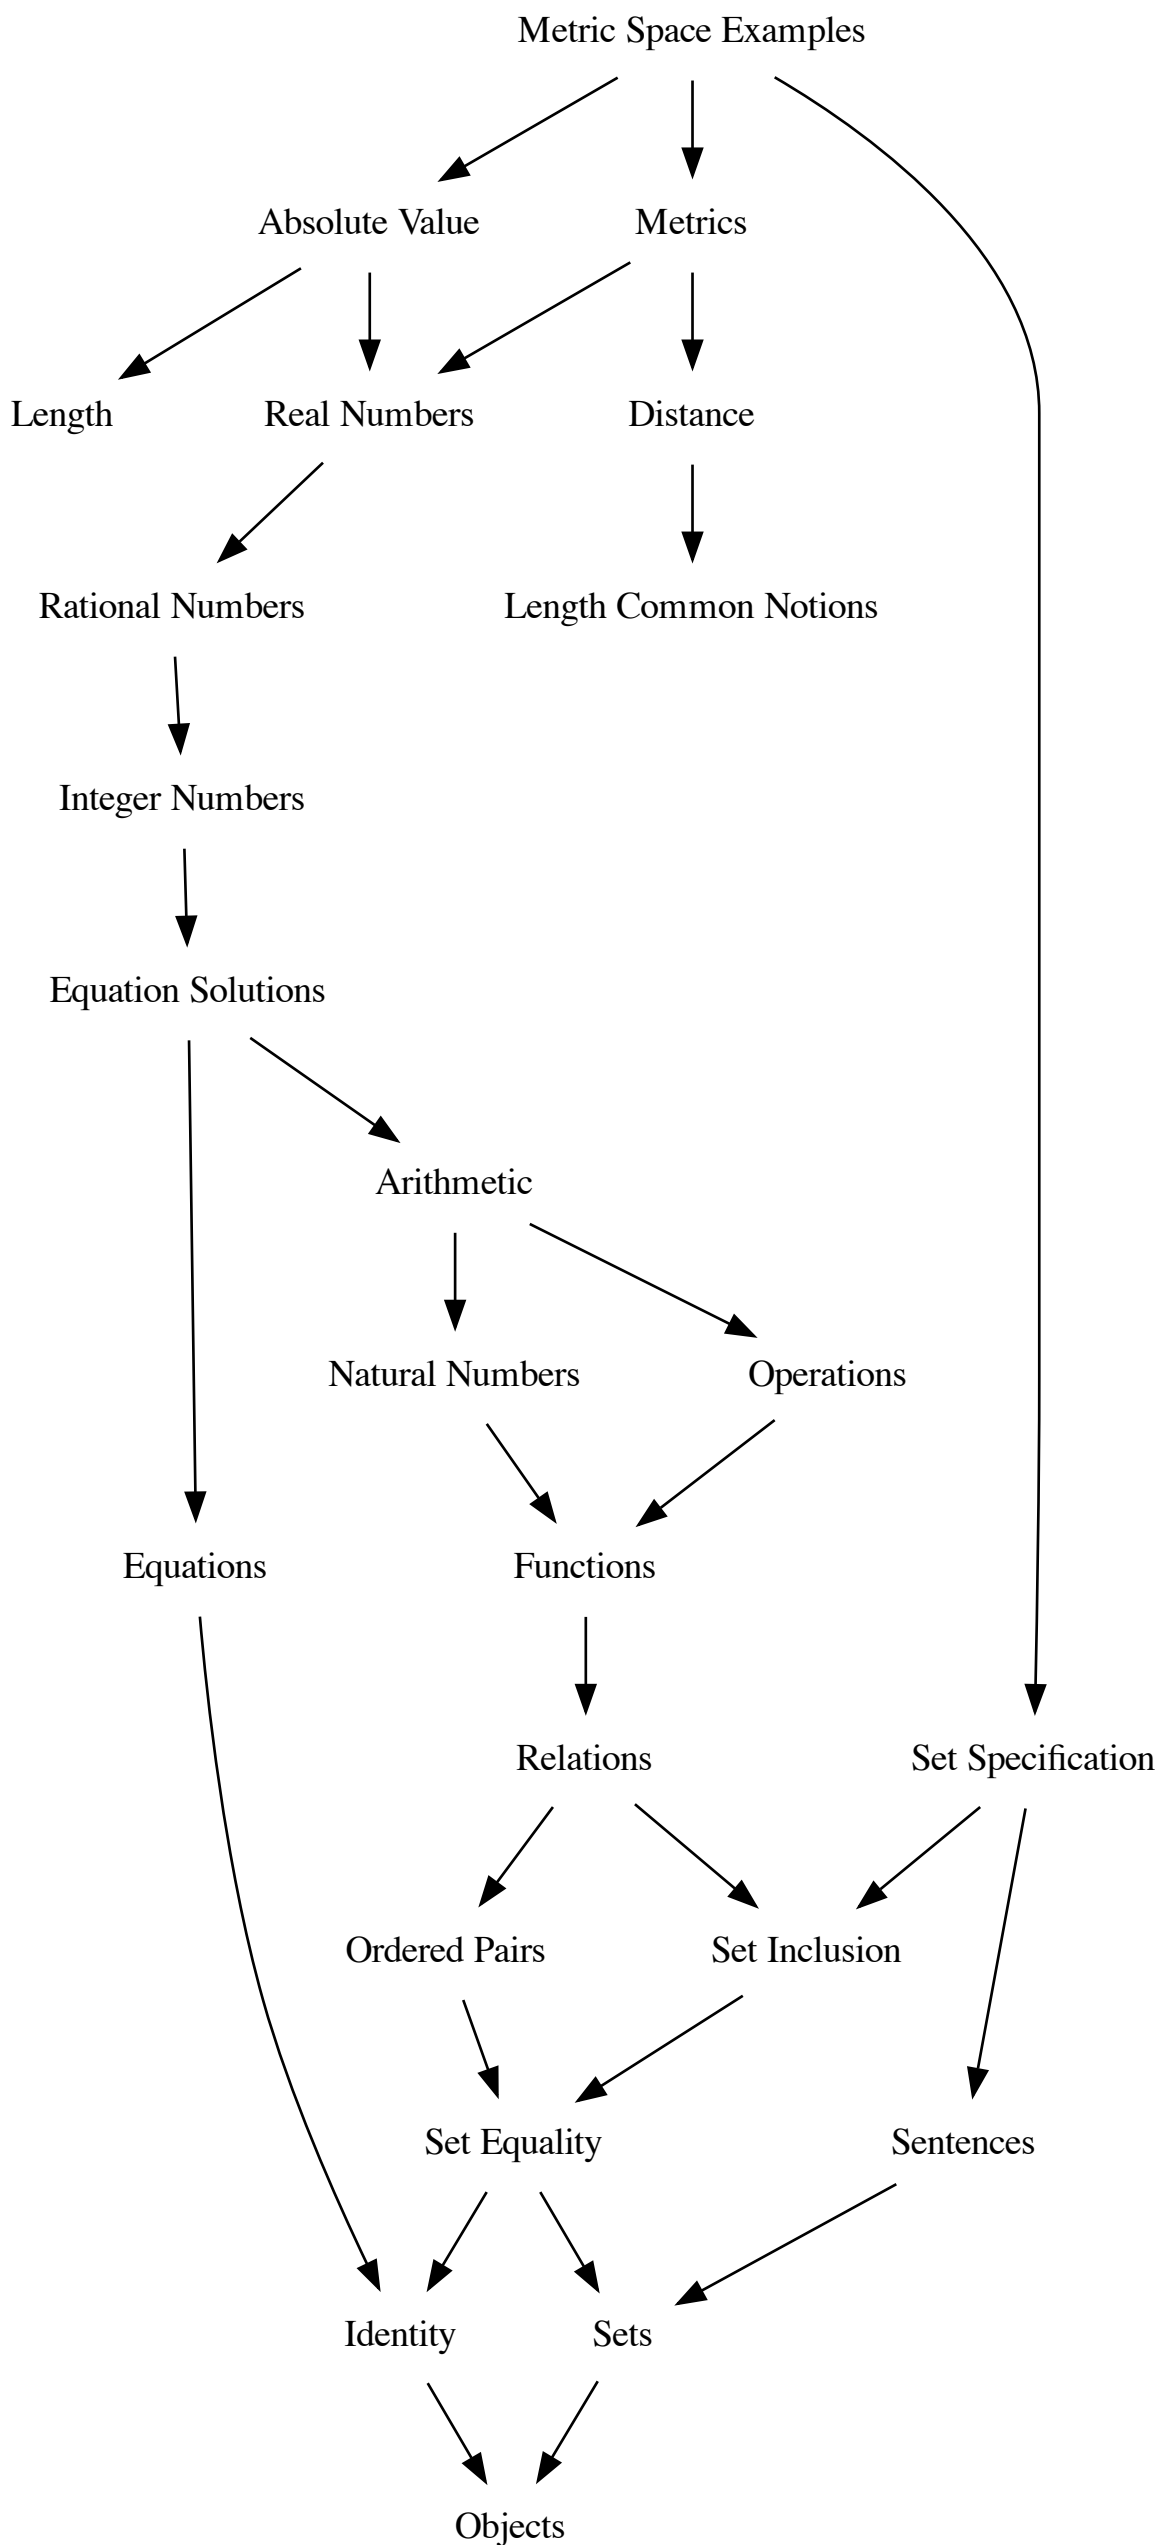 Metric Space Examples
Absolute Value
Metrics
Length
Real Numbers
Distance
Rational Numbers
Length Common Notions
Integer Numbers
Equation Solutions
Arithmetic
Natural Numbers
Operations
Equations
Functions
Relations
Set Specification
Ordered Pairs
Set Inclusion
Set Equality
Sentences
Identity
Sets
Objects